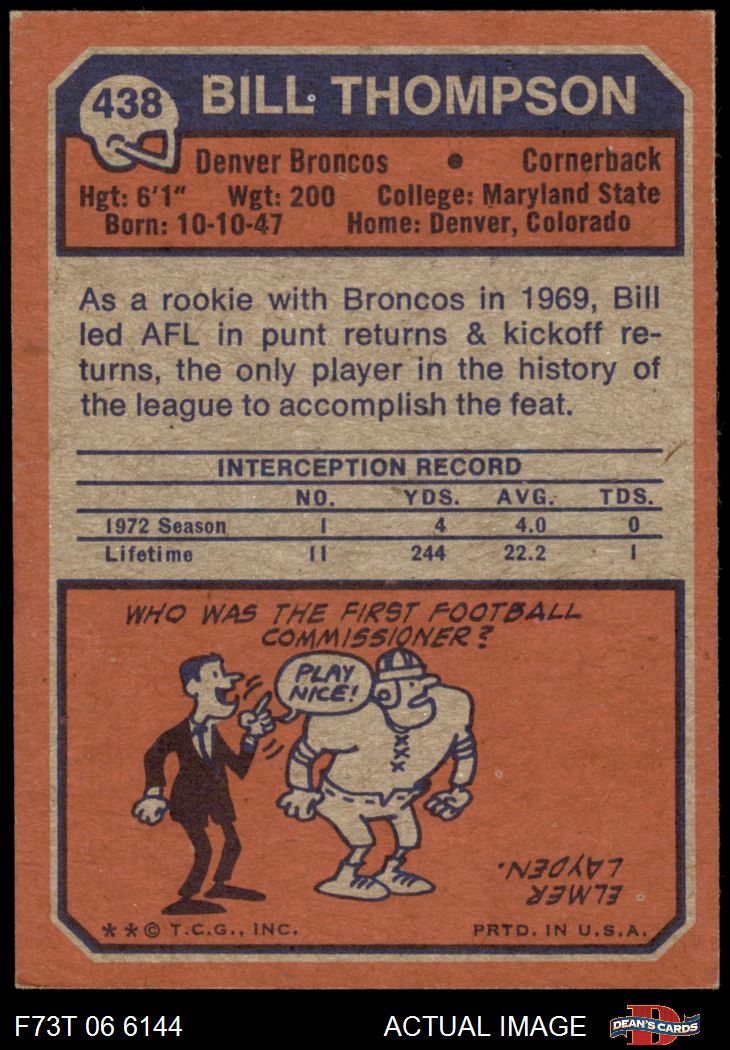 438
BILL THOMPSON
Denver Broncos • Cornerback
Hgt: 6'1" Wgt: 200 College: Maryland State
Born: 10-10-47 Home: Denver, Colorado
As a rookie with Broncos in 1969, Bill
led AFL in punt returns & kickoff re-
turns, the only player in the history of
the league to accomplish the feat.
INTERCEPTION RECORD
NO. YDS. AVG. TDS.
1972 Season 1 4 4.0 0
Lifetime 11 244 22.2 1
WHO WAS THE FIRST FOOTBALL
COMMISSIONER?
PLAY
NICE!
ELMER
LAYDEN.
**© T.C.G., INC. PRTD. IN U.S.A.
F73T 06 6144 ACTUAL IMAGE
D
DEAN'S CARDS